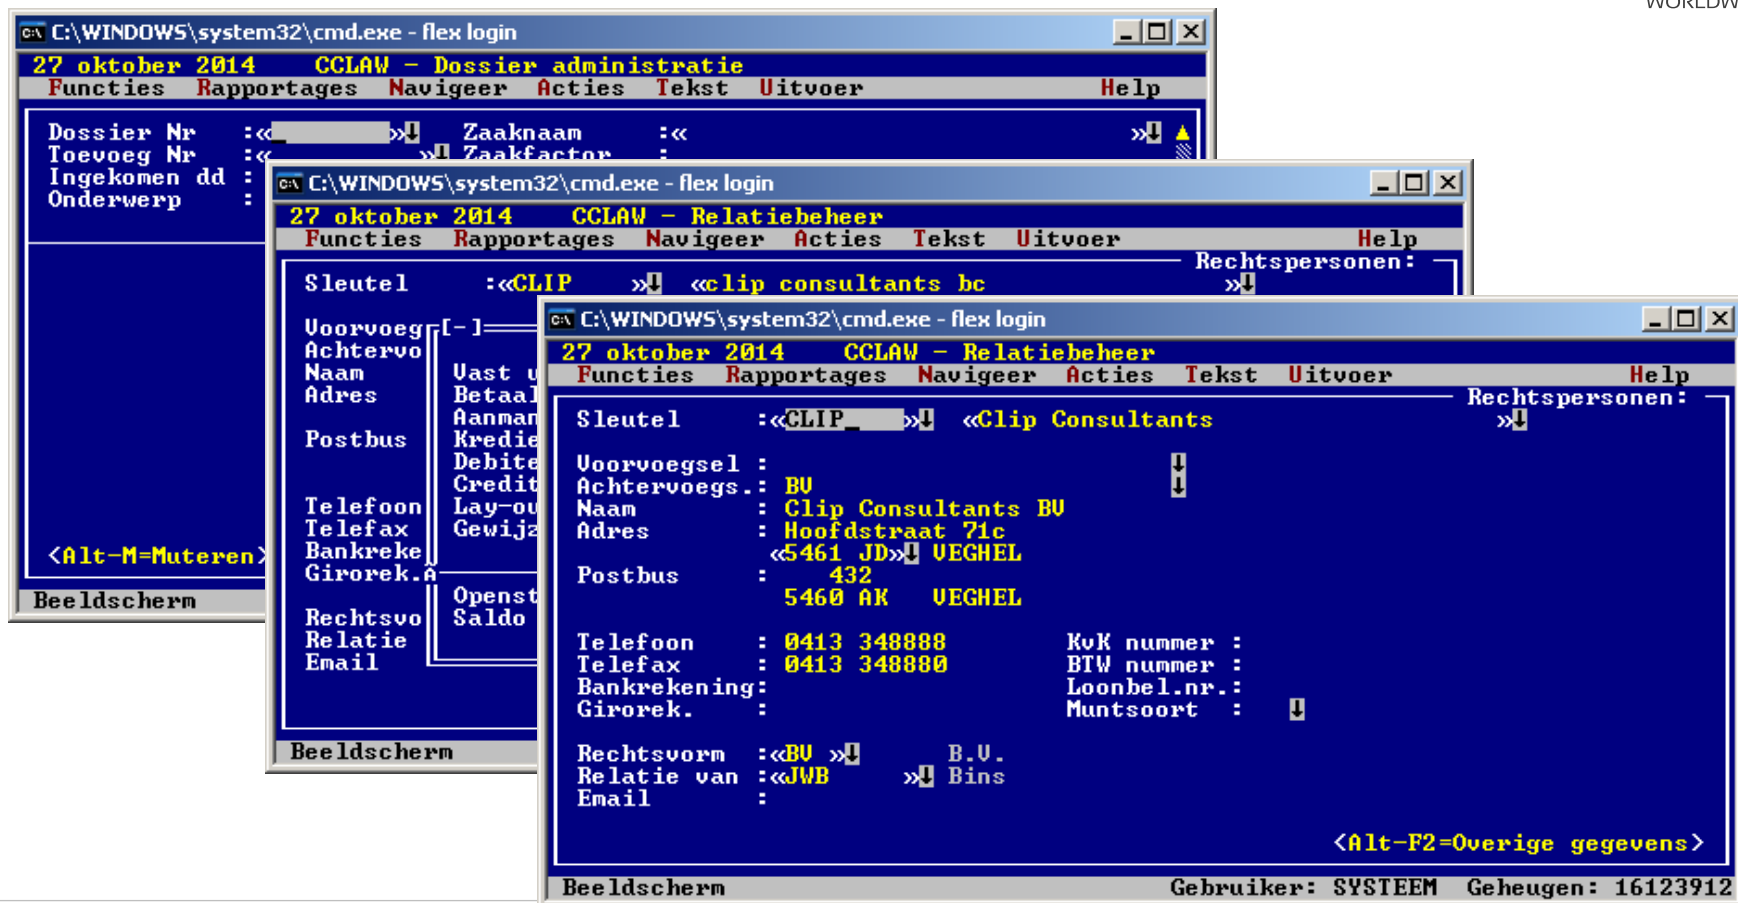 WORLDW
C:\WINDOWS\system32\cmd.exe - flex login
27 oktober 2014 CCLAW - Dossier administratie
Functies Rapportages Navigeer Acties Tekst Uitvoer Help
Dossier Nr :«_ »↓ Zaaknaam :« »↓
Toevoeg Nr :« »↓ Zaakfactor :
Ingekomen dd :
Onderwerp :
<Alt-M=Muteren>
Beeldscherm
C:\WINDOWS\system32\cmd.exe - flex login
27 oktober 2014 CCLAW - Relatiebeheer
Functies Rapportages Navigeer Acties Tekst Uitvoer Help
Rechtspersonen:
Sleutel :«CLIP »↓ «clip consultants bc »↓
Voorvoeg [-]
Achtervo
Naam Vast u
Adres Betaal
Aanman
Postbus Kredie
Debite
Credit
Telefoon Lay-ou
Telefax Gewijz
Bankreke
Girorek.
Openst
Rechtsvo Saldo
Relatie
Email
Beeldscherm
C:\WINDOWS\system32\cmd.exe - flex login
27 oktober 2014 CCLAW - Relatiebeheer
Functies Rapportages Navigeer Acties Tekst Uitvoer Help
Rechtspersonen:
Sleutel :«CLIP_ »↓ «Clip Consultants »↓
Voorvoegsel : ↓
Achtervoegs.: BV ↓
Naam : Clip Consultants BV
Adres : Hoofdstraat 71c
«5461 JD»↓ VEGHEL
Postbus : 432
5460 AK VEGHEL
Telefoon : 0413 348888 KvK nummer :
Telefax : 0413 348880 BTW nummer :
Bankrekening: Loonbel.nr.:
Girorek. : Muntsoort : ↓
Rechtsvorm :«BV »↓ B.V.
Relatie van :«JWB »↓ Bins
Email :
<Alt-F2=Overige gegevens>
Beeldscherm Gebruiker: SYSTEEM Geheugen: 16123912